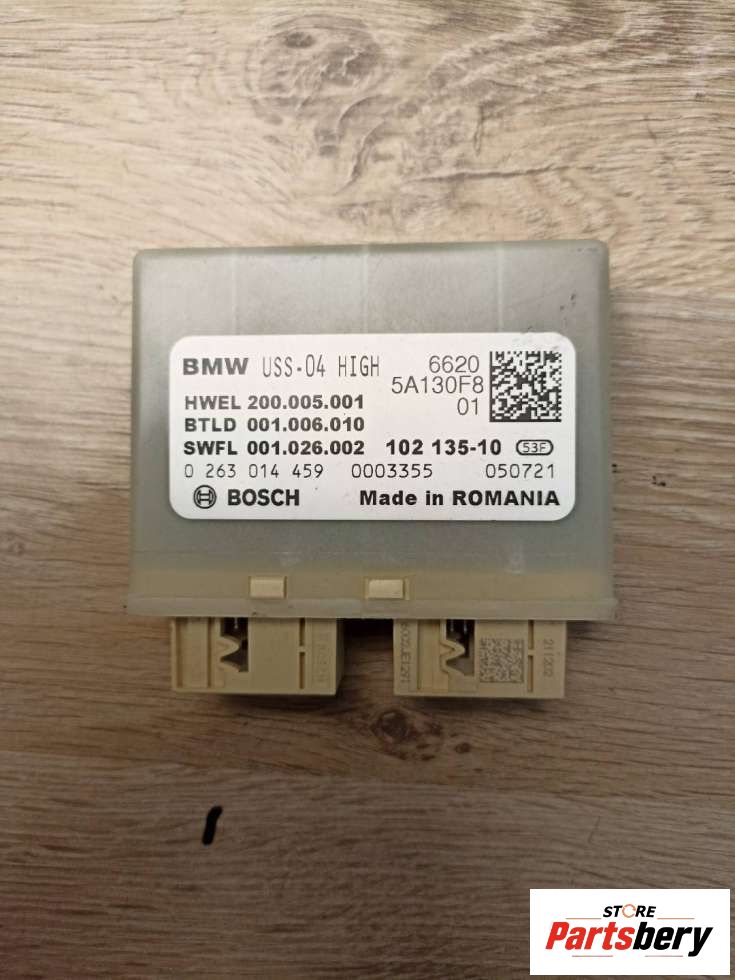 BMW USS-04 HIGH 6620
5A130F8
HWEL 200.005.001 01
BTLD 001.006.010
SWFL 001.026.002 102 135-10 53F
0 263 014 459 0003355 050721
BOSCH Made in ROMANIA
211202
STORE
Partsbery